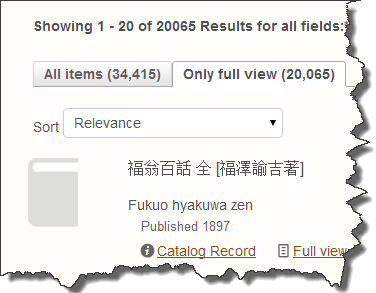 Showing 1 - 20 of 20065 Results for all fields:
All items (34,415) Only full view (20,065)
Sort Relevance
福翁百話 全 [福澤諭吉著]
Fukuo hyakuwa zen
Published 1897
Catalog Record Full view